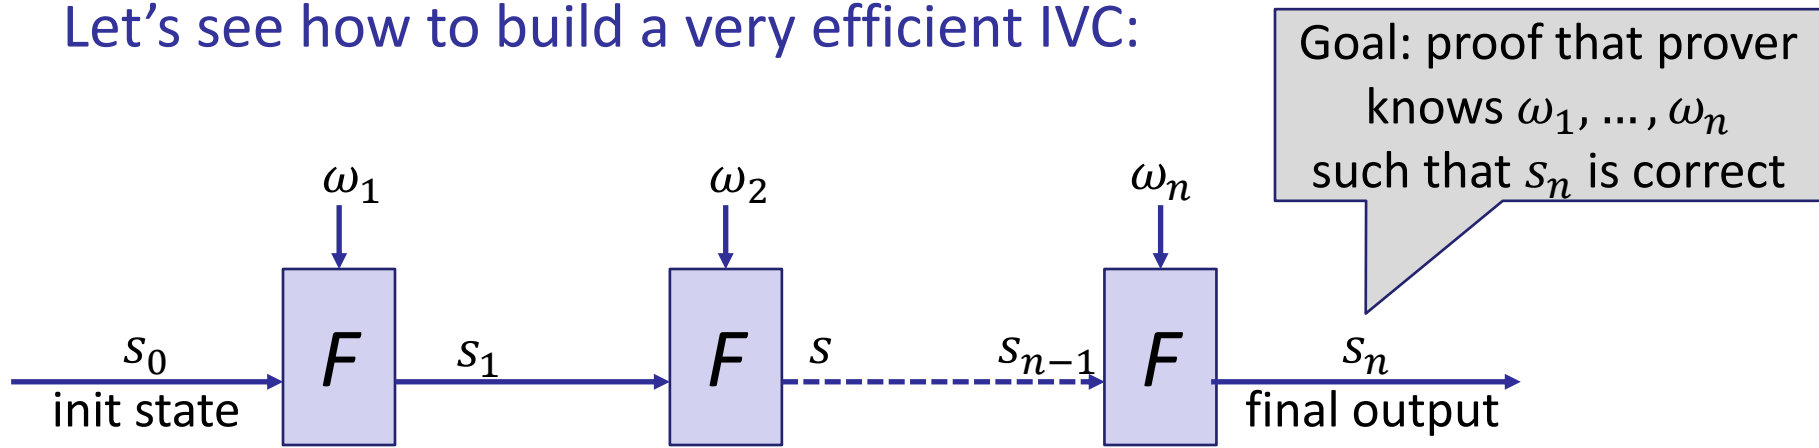 Let's see how to build a very efficient IVC:
Goal: proof that prover
knows ω₁, … , ωₙ
such that sₙ is correct
ω₁
ω₂
ωₙ
s₀
F
s₁
F
s
sₙ₋₁
F
sₙ
init state
final output